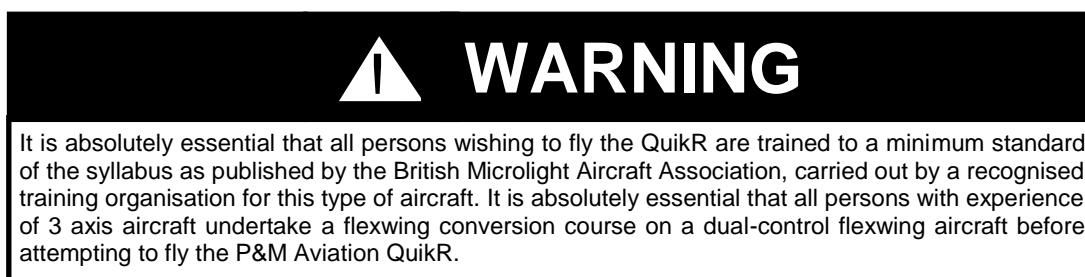 WARNING
It is absolutely essential that all persons wishing to fly the QuikR are trained to a minimum standard
of the syllabus as published by the British Microlight Aircraft Association, carried out by a recognised
training organisation for this type of aircraft. It is absolutely essential that all persons with experience
of 3 axis aircraft undertake a flexwing conversion course on a dual-control flexwing aircraft before
attempting to fly the P&M Aviation QuikR.